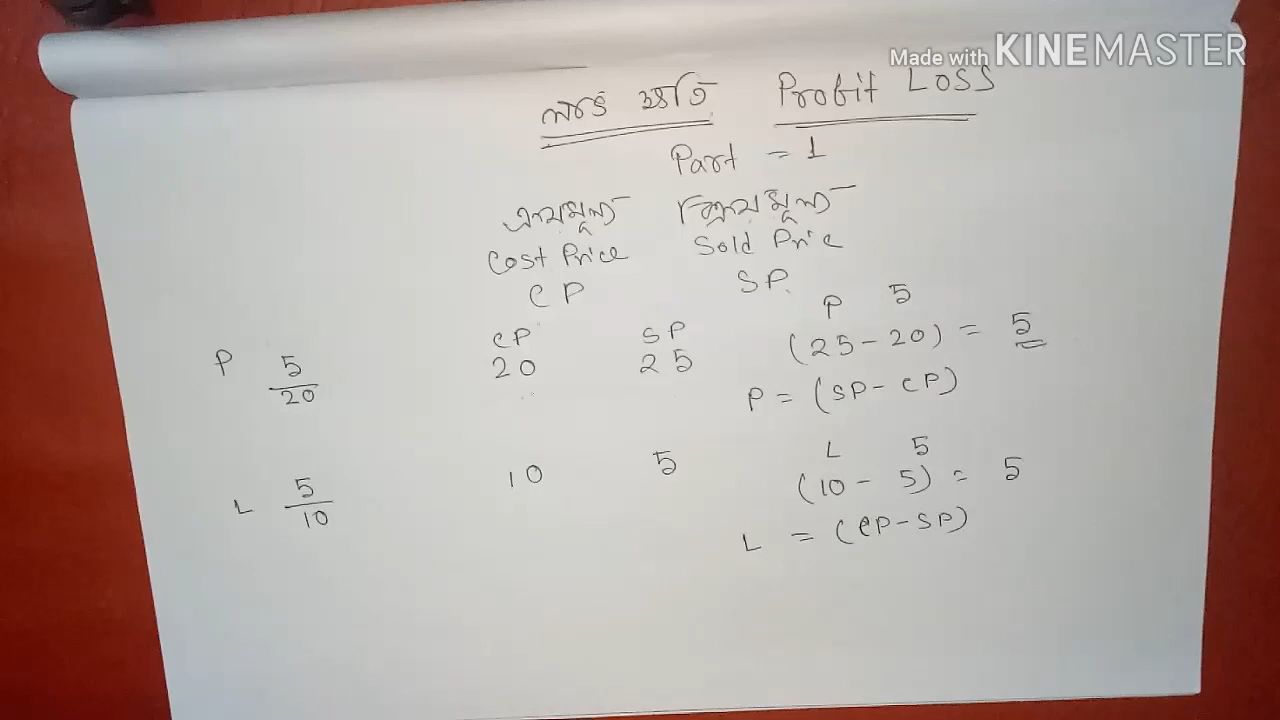 Made with KINEMASTER
লাভ ক্ষতি Profit Loss
Part = 1
ক্রয়মূল্য বিক্রয়মূল্য
Cost Price Sold Price
CP SP
P 5
CP SP
20 25 (25 - 20) = 5
P 5/20
P = (SP - CP)
L 5
10 5 (10 - 5) = 5
L 5/10
L = (CP - SP)